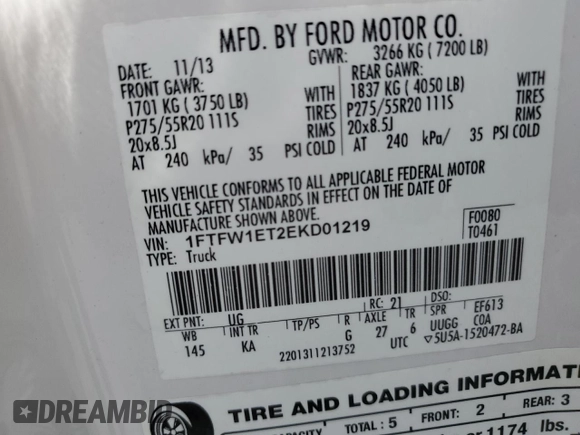 MFD. BY FORD MOTOR CO.
DATE: 11/13
GVWR: 3266 KG ( 7200 LB)
FRONT GAWR:
REAR GAWR:
1701 KG ( 3750 LB) WITH
1837 KG ( 4050 LB) WITH
P275/55R20 111S TIRES
P275/55R20 111S TIRES
20x8.5J RIMS
20x8.5J RIMS
AT 240 kPa/ 35 PSI COLD
AT 240 kPa/ 35 PSI COLD
THIS VEHICLE CONFORMS TO ALL APPLICABLE FEDERAL MOTOR
VEHICLE SAFETY STANDARDS IN EFFECT ON THE DATE OF
MANUFACTURE SHOWN ABOVE.
VIN: 1FTFW1ET2EKD01219
TYPE: Truck
F0080
T0461
EXT PNT: UG RC: 21 DSO:
WB INT TR TP/PS R AXLE TR SPR EF613
145 KA G 27 6 UUGG COA
2201311213752 UTC ▽5U5A-1520472-BA
TIRE AND LOADING INFORMAT
CAPACITY TOTAL : 5 FRONT: 2 REAR: 3
1174 lbs.
DREAMBID